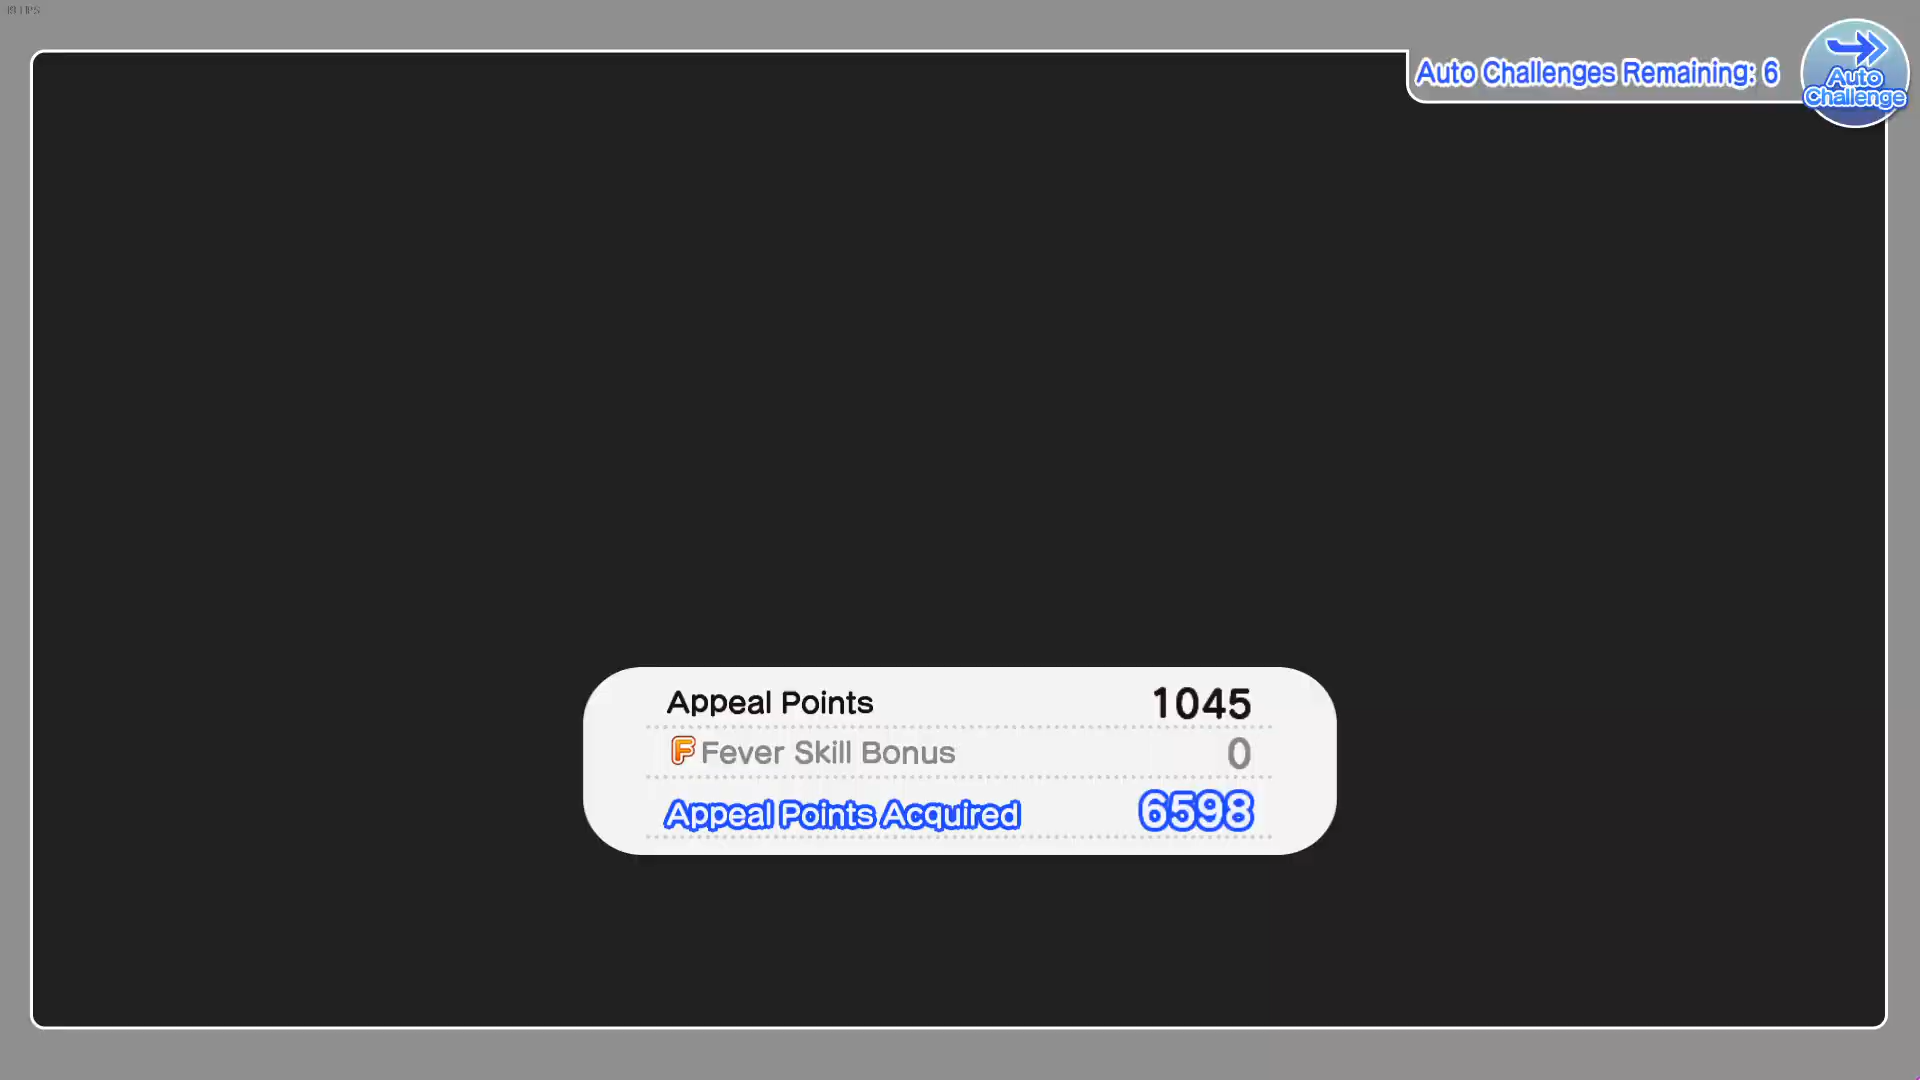 Auto Challenges Remaining: 6
Auto
Challenge
Appeal Points 1045
F Fever Skill Bonus 0
Appeal Points Acquired 6598